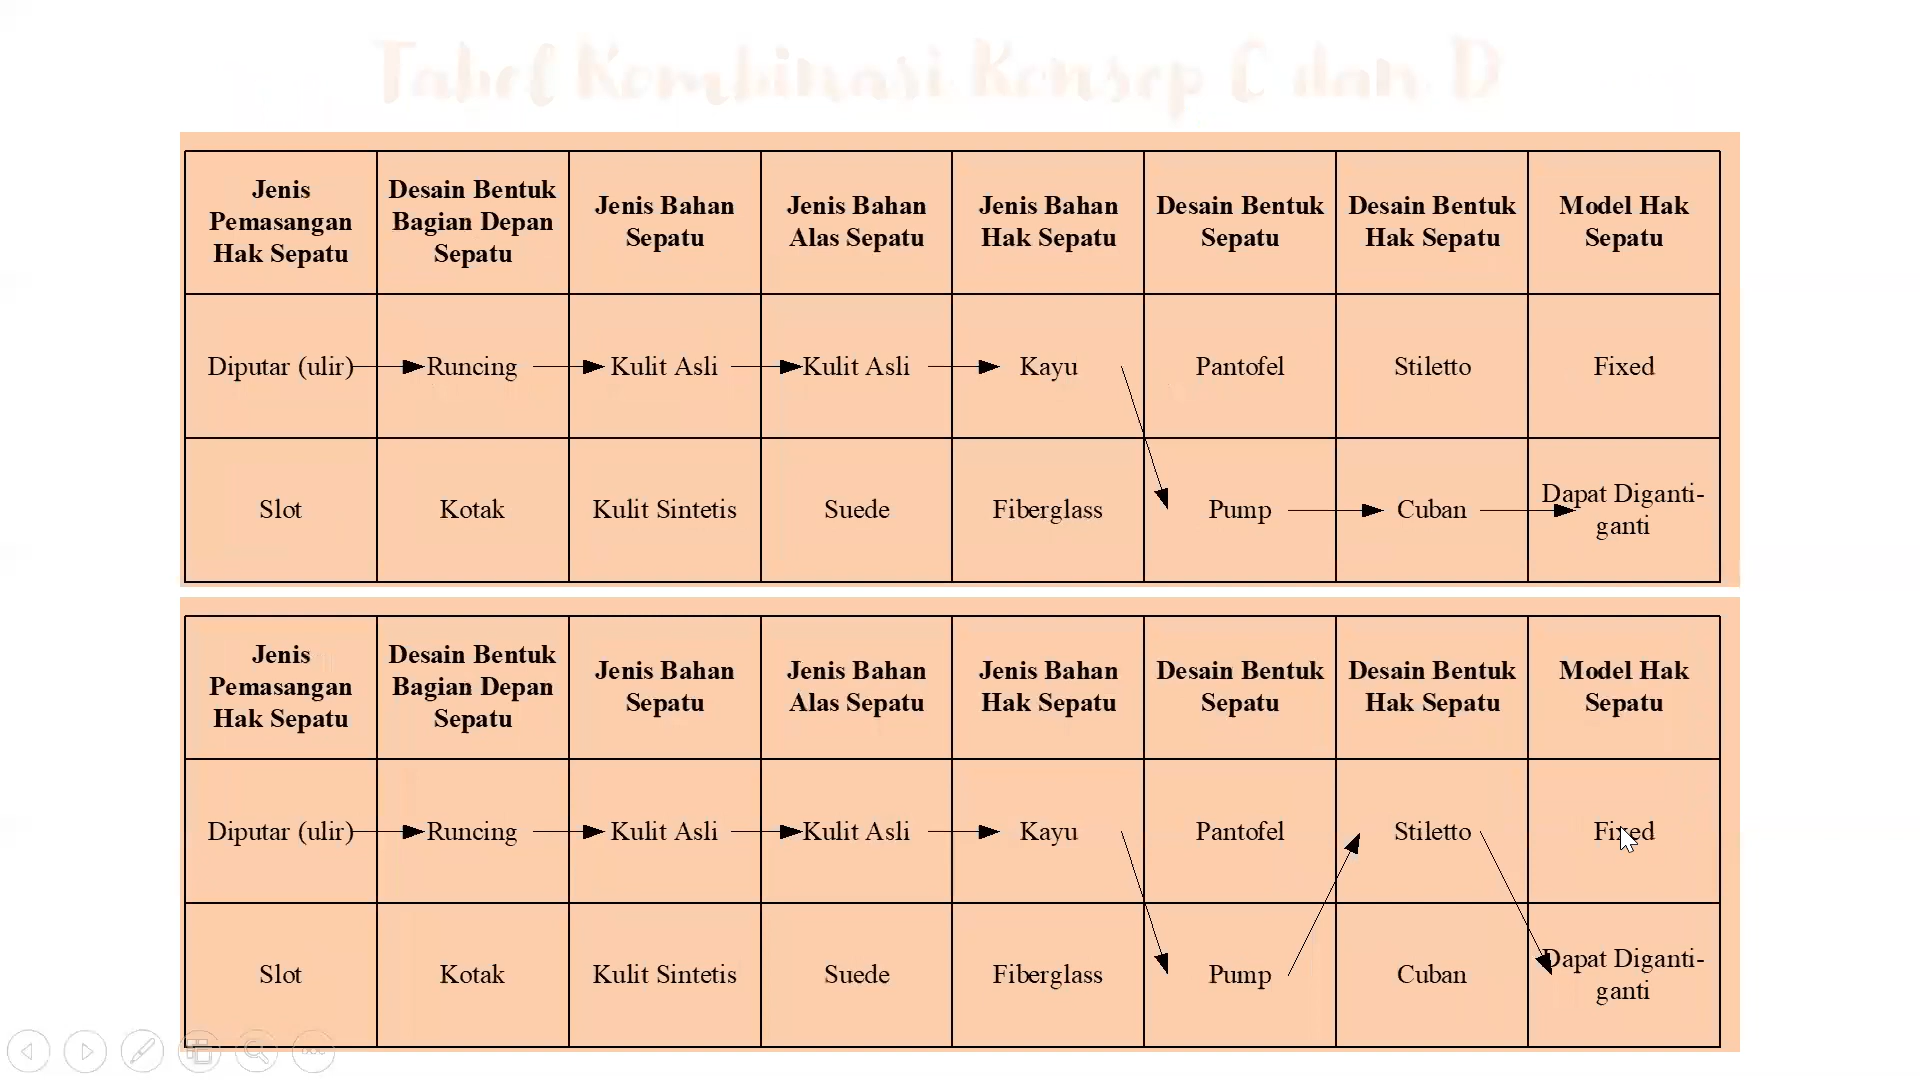 Tabel Kombinasi Konsep C dan D
Jenis
Pemasangan
Hak Sepatu
Desain Bentuk
Bagian Depan
Sepatu
Jenis Bahan
Sepatu
Jenis Bahan
Alas Sepatu
Jenis Bahan
Hak Sepatu
Desain Bentuk
Sepatu
Desain Bentuk
Hak Sepatu
Model Hak
Sepatu
Diputar (ulir)
Runcing
Kulit Asli
Kulit Asli
Kayu
Pantofel
Stiletto
Fixed
Slot
Kotak
Kulit Sintetis
Suede
Fiberglass
Pump
Cuban
Dapat Diganti-
ganti
Jenis
Pemasangan
Hak Sepatu
Desain Bentuk
Bagian Depan
Sepatu
Jenis Bahan
Sepatu
Jenis Bahan
Alas Sepatu
Jenis Bahan
Hak Sepatu
Desain Bentuk
Sepatu
Desain Bentuk
Hak Sepatu
Model Hak
Sepatu
Diputar (ulir)
Runcing
Kulit Asli
Kulit Asli
Kayu
Pantofel
Stiletto
Fixed
Slot
Kotak
Kulit Sintetis
Suede
Fiberglass
Pump
Cuban
Dapat Diganti-
ganti